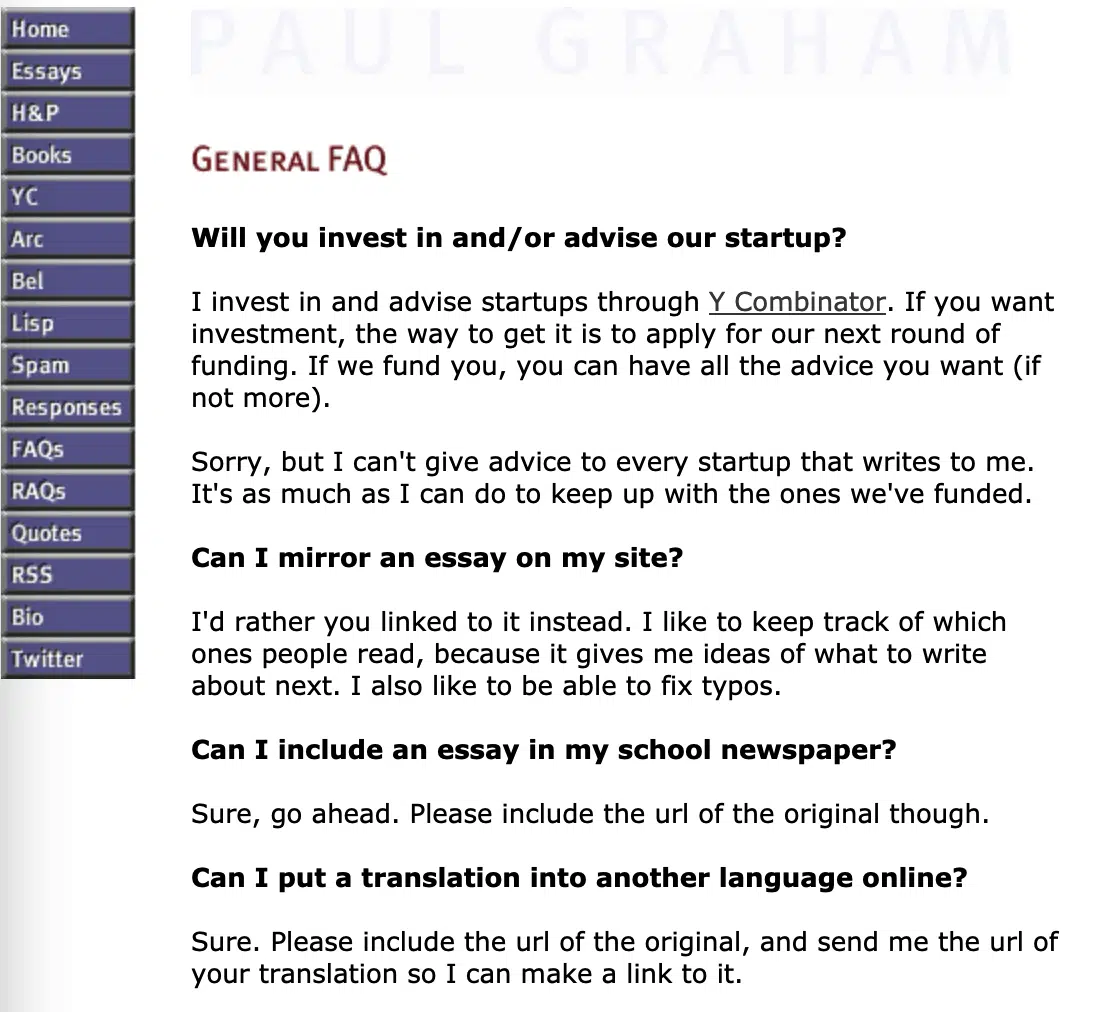 Home
Essays
H&P
Books
YC
Arc
Bel
Lisp
Spam
Responses
FAQs
RAQs
Quotes
RSS
Bio
Twitter
PAUL GRAHAM
GENERAL FAQ
Will you invest in and/or advise our startup?
I invest in and advise startups through Y Combinator. If you want
investment, the way to get it is to apply for our next round of
funding. If we fund you, you can have all the advice you want (if
not more).
Sorry, but I can't give advice to every startup that writes to me.
It's as much as I can do to keep up with the ones we've funded.
Can I mirror an essay on my site?
I'd rather you linked to it instead. I like to keep track of which
ones people read, because it gives me ideas of what to write
about next. I also like to be able to fix typos.
Can I include an essay in my school newspaper?
Sure, go ahead. Please include the url of the original though.
Can I put a translation into another language online?
Sure. Please include the url of the original, and send me the url of
your translation so I can make a link to it.